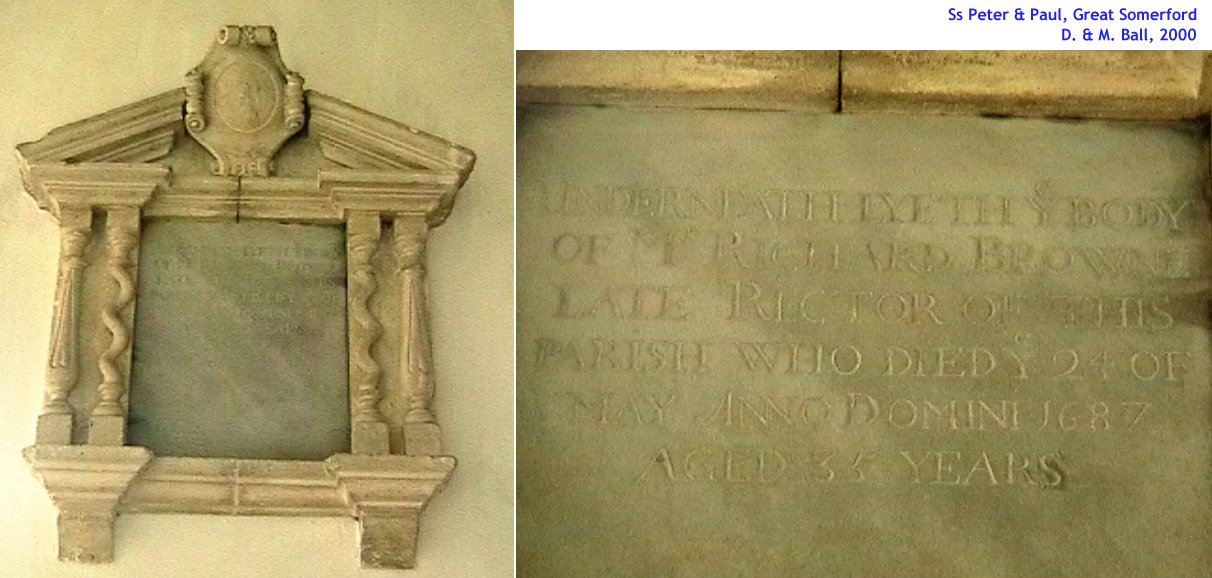 Ss Peter & Paul, Great Somerford
D. & M. Ball, 2000
UNDERNEATH LYETH Yᵉ BODY
OF Mʳ RICHARD BROWNE
LATE RECTOR OF THIS
PARISH WHO DIED Yᵉ 24 OF
MAY ANNO DOMINI 1687
AGED 35 YEARS